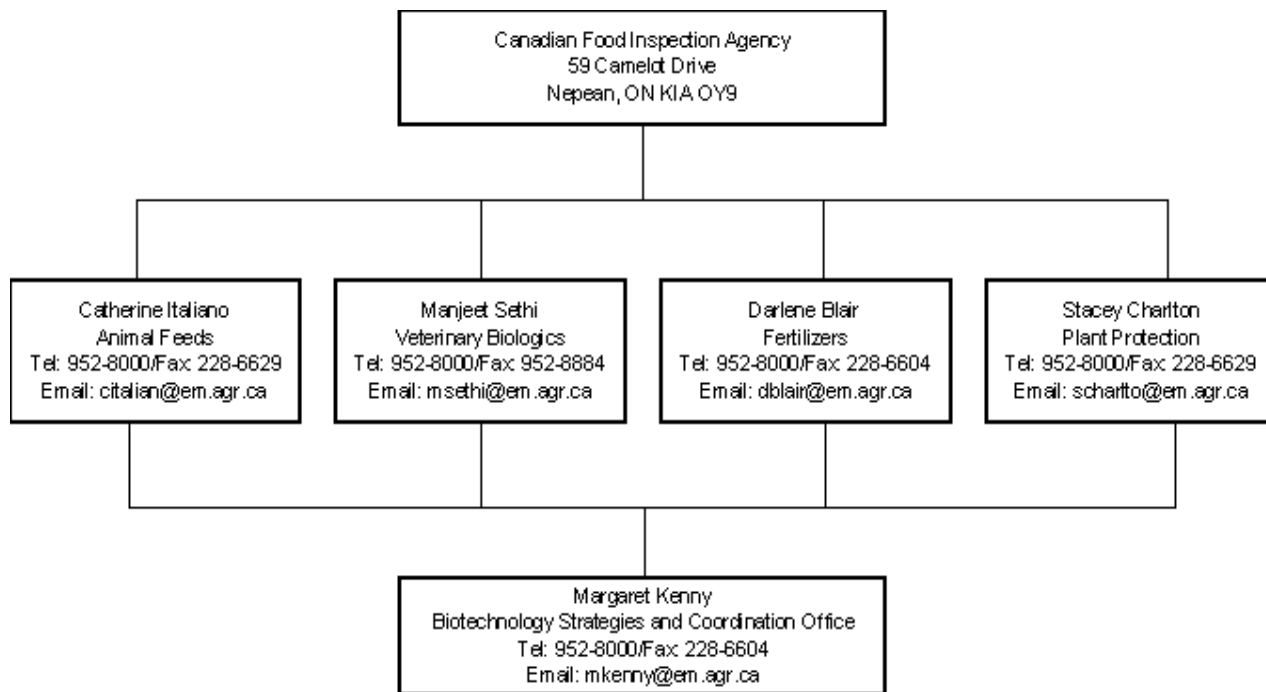 Canadian Food Inspection Agency
59 Camelot Drive
Nepean, ON KIA OY9
Catherine Italiano
Animal Feeds
Tel: 952-8000/Fax: 228-6629
Email: citalian@em.agr.ca
Manjeet Sethi
Veterinary Biologics
Tel: 952-8000/Fax: 952-8884
Email: msethi@em.agr.ca
Darlene Blair
Fertilizers
Tel: 952-8000/Fax: 228-6604
Email: dblair@em.agr.ca
Stacey Charlton
Plant Protection
Tel: 952-8000/Fax: 228-6629
Email: schartto@em.agr.ca
Margaret Kenny
Biotechnology Strategies and Coordination Office
Tel: 952-8000/Fax: 228-6604
Email: mkenny@em.agr.ca